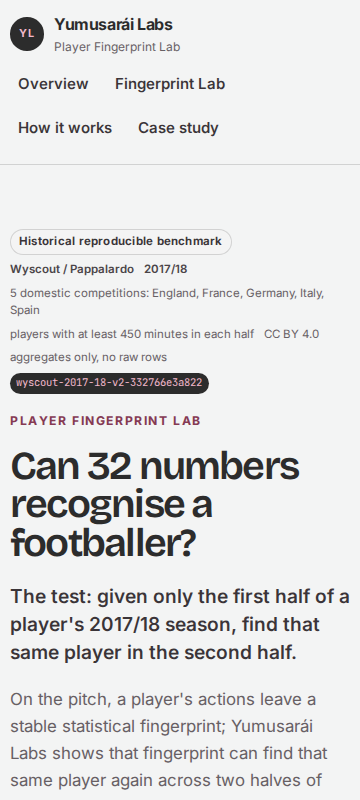 YL
Yumusarái Labs
Player Fingerprint Lab
Overview Fingerprint Lab
How it works Case study
Historical reproducible benchmark
Wyscout / Pappalardo 2017/18
5 domestic competitions: England, France, Germany, Italy,
Spain
players with at least 450 minutes in each half CC BY 4.0
aggregates only, no raw rows
wyscout-2017-18-v2-332766e3a822
PLAYER FINGERPRINT LAB
Can 32 numbers
recognise a
footballer?
The test: given only the first half of a
player's 2017/18 season, find that
same player in the second half.
On the pitch, a player's actions leave a
stable statistical fingerprint; Yumusarái
Labs shows that fingerprint can find that
same player again across two halves of